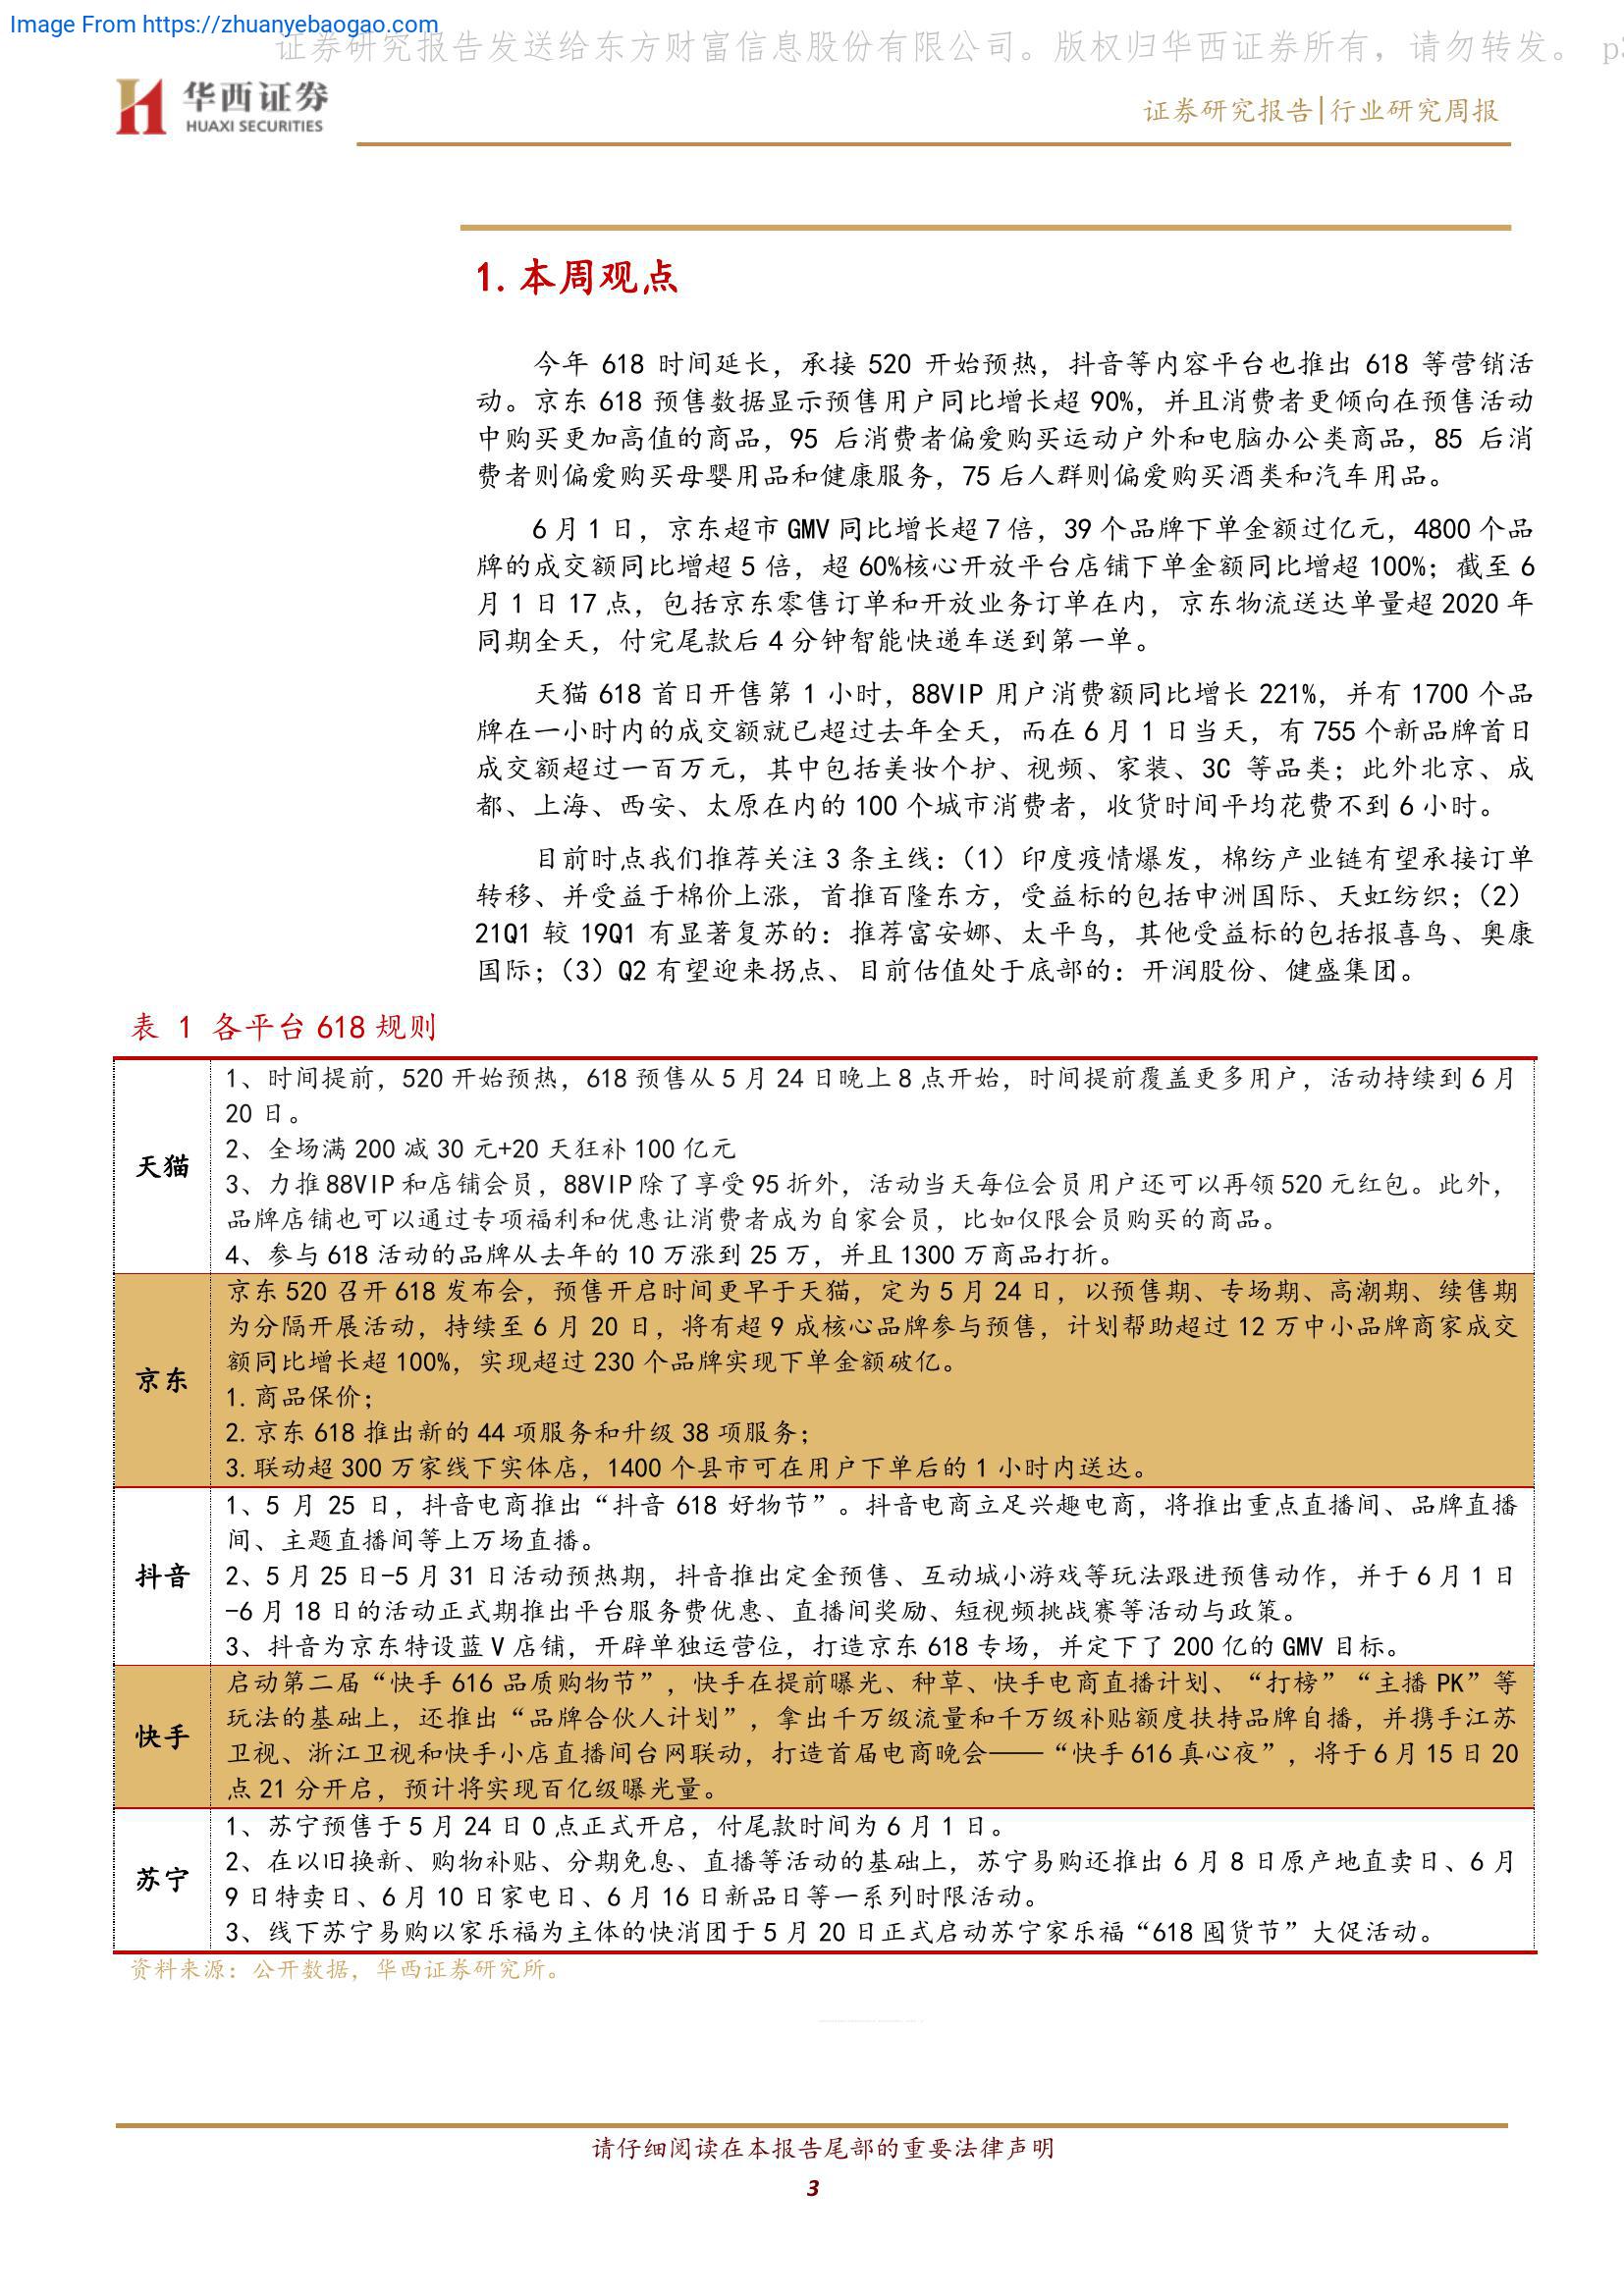 Image From https://zhuanyebaogao.com
证券研究报告发送给东方财富信息股份有限公司。版权归华西证券所有，请勿转发。 p
华西证券
HUAXI SECURITIES
证券研究报告|行业研究周报
1.本周观点
今年 618 时间延长，承接 520 开始预热，抖音等内容平台也推出 618 等营销活
动。京东 618 预售数据显示预售用户同比增长超 90%，并且消费者更倾向在预售活动
中购买更加高值的商品，95 后消费者偏爱购买运动户外和电脑办公类商品，85 后消
费者则偏爱购买母婴用品和健康服务，75 后人群则偏爱购买酒类和汽车用品。
6 月 1 日，京东超市 GMV 同比增长超 7 倍，39 个品牌下单金额过亿元，4800 个品
牌的成交额同比增超 5 倍，超 60%核心开放平台店铺下单金额同比增超 100%；截至 6
月 1 日 17 点，包括京东零售订单和开放业务订单在内，京东物流送达单量超 2020 年
同期全天，付完尾款后 4 分钟智能快递车送到第一单。
天猫 618 首日开售第 1 小时，88VIP 用户消费额同比增长 221%，并有 1700 个品
牌在一小时内的成交额就已超过去年全天，而在 6 月 1 日当天，有 755 个新品牌首日
成交额超过一百万元，其中包括美妆个护、视频、家装、3C 等品类；此外北京、成
都、上海、西安、太原在内的 100 个城市消费者，收货时间平均花费不到 6 小时。
目前时点我们推荐关注 3 条主线：（1）印度疫情爆发，棉纺产业链有望承接订单
转移、并受益于棉价上涨，首推百隆东方，受益标的包括申洲国际、天虹纺织；（2）
21Q1 较 19Q1 有显著复苏的：推荐富安娜、太平鸟，其他受益标的包括报喜鸟、奥康
国际；（3）Q2 有望迎来拐点、目前估值处于底部的：开润股份、健盛集团。
表 1 各平台 618 规则
1、时间提前，520 开始预热，618 预售从 5 月 24 日晚上 8 点开始，时间提前覆盖更多用户，活动持续到 6 月
20 日。
2、全场满 200 减 30 元+20 天狂补 100 亿元
天猫
3、力推 88VIP 和店铺会员，88VIP 除了享受 95 折外，活动当天每位会员用户还可以再领 520 元红包。此外，
品牌店铺也可以通过专项福利和优惠让消费者成为自家会员，比如仅限会员购买的商品。
4、参与 618 活动的品牌从去年的 10 万涨到 25 万，并且 1300 万商品打折。
京东 520 召开 618 发布会，预售开启时间更早于天猫，定为 5 月 24 日，以预售期、专场期、高潮期、续售期
为分隔开展活动，持续至 6 月 20 日，将有超 9 成核心品牌参与预售，计划帮助超过 12 万中小品牌商家成交
额同比增长超 100%，实现超过 230 个品牌实现下单金额破亿。
京东
1.商品保价；
2.京东 618 推出新的 44 项服务和升级 38 项服务；
3.联动超 300 万家线下实体店，1400 个县市可在用户下单后的 1 小时内送达。
1、5 月 25 日，抖音电商推出“抖音 618 好物节”。抖音电商立足兴趣电商，将推出重点直播间、品牌直播
间、主题直播间等上万场直播。
抖音
2、5 月 25 日-5 月 31 日活动预热期，抖音推出定金预售、互动城小游戏等玩法跟进预售动作，并于 6 月 1 日
-6 月 18 日的活动正式期推出平台服务费优惠、直播间奖励、短视频挑战赛等活动与政策。
3、抖音为京东特设蓝 V 店铺，开辟单独运营位，打造京东 618 专场，并定下了 200 亿的 GMV 目标。
启动第二届“快手 616 品质购物节”，快手在提前曝光、种草、快手电商直播计划、“打榜”“主播 PK”等
玩法的基础上，还推出“品牌合伙人计划”，拿出千万级流量和千万级补贴额度扶持品牌自播，并携手江苏
快手
卫视、浙江卫视和快手小店直播间台网联动，打造首届电商晚会——“快手 616 真心夜”，将于 6 月 15 日 20
点 21 分开启，预计将实现百亿级曝光量。
1、苏宁预售于 5 月 24 日 0 点正式开启，付尾款时间为 6 月 1 日。
苏宁
2、在以旧换新、购物补贴、分期免息、直播等活动的基础上，苏宁易购还推出 6 月 8 日原产地直卖日、6 月
9 日特卖日、6 月 10 日家电日、6 月 16 日新品日等一系列时限活动。
3、线下苏宁易购以家乐福为主体的快消团于 5 月 20 日正式启动苏宁家乐福“618 囤货节”大促活动。
资料来源：公开数据，华西证券研究所。
请仔细阅读在本报告尾部的重要法律声明
3